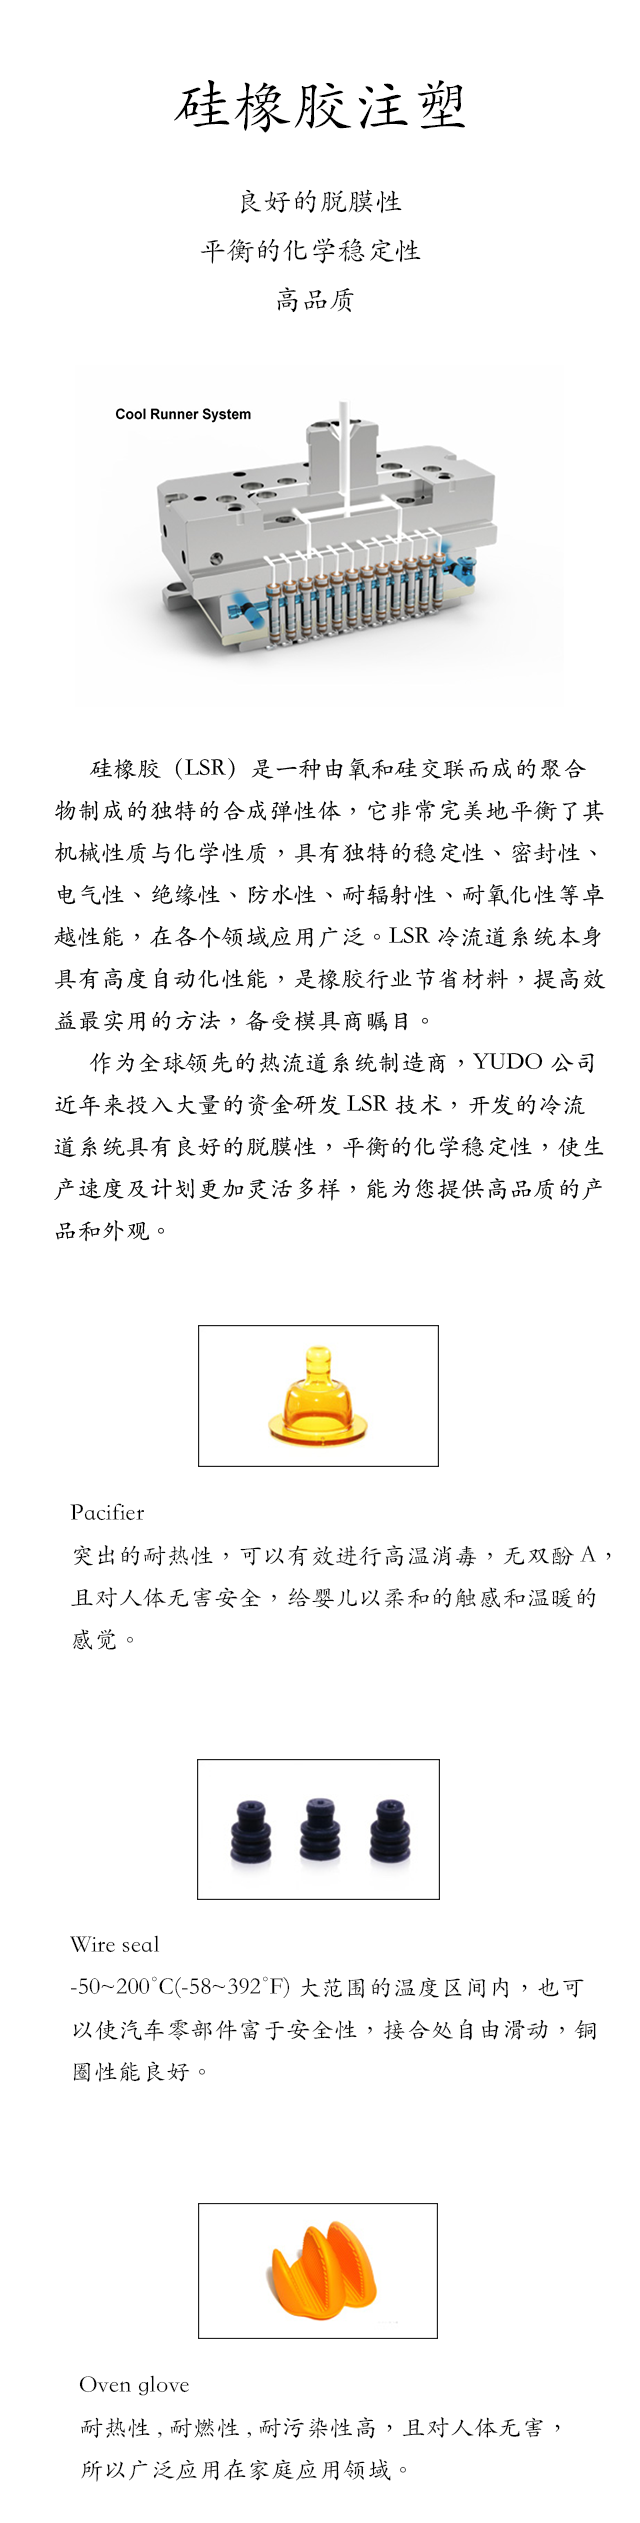 硅橡胶注塑
良好的脱膜性
平衡的化学稳定性
高品质
Cool Runner System
硅橡胶（LSR）是一种由氧和硅交联而成的聚合
物制成的独特的合成弹性体，它非常完美地平衡了其
机械性质与化学性质，具有独特的稳定性、密封性、
电气性、绝缘性、防水性、耐辐射性、耐氧化性等卓
越性能，在各个领域应用广泛。LSR 冷流道系统本身
具有高度自动化性能，是橡胶行业节省材料，提高效
益最实用的方法，备受模具商瞩目。
作为全球领先的热流道系统制造商，YUDO 公司
近年来投入大量的资金研发 LSR 技术，开发的冷流
道系统具有良好的脱膜性，平衡的化学稳定性，使生
产速度及计划更加灵活多样，能为您提供高品质的产
品和外观。
Pacifier
突出的耐热性，可以有效进行高温消毒，无双酚 A，
且对人体无害安全，给婴儿以柔和的触感和温暖的
感觉。
Wire seal
-50~200°C(-58~392°F) 大范围的温度区间内，也可
以使汽车零部件富于安全性，接合处自由滑动，铜
圈性能良好。
Oven glove
耐热性 , 耐燃性 , 耐污染性高，且对人体无害，
所以广泛应用在家庭应用领域。